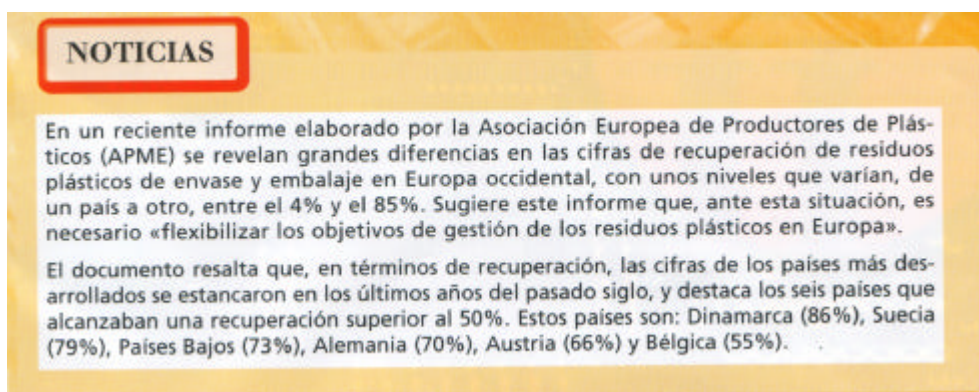 NOTICIAS
En un reciente informe elaborado por la Asociación Europea de Productores de Plás-
ticos (APME) se revelan grandes diferencias en las cifras de recuperación de residuos
plásticos de envase y embalaje en Europa occidental, con unos niveles que varían, de
un país a otro, entre el 4% y el 85%. Sugiere este informe que, ante esta situación, es
necesario «flexibilizar los objetivos de gestión de los residuos plásticos en Europa».
El documento resalta que, en términos de recuperación, las cifras de los países más des-
arrollados se estancaron en los últimos años del pasado siglo, y destaca los seis países que
alcanzaban una recuperación superior al 50%. Estos países son: Dinamarca (86%), Suecia
(79%), Países Bajos (73%), Alemania (70%), Austria (66%) y Bélgica (55%).